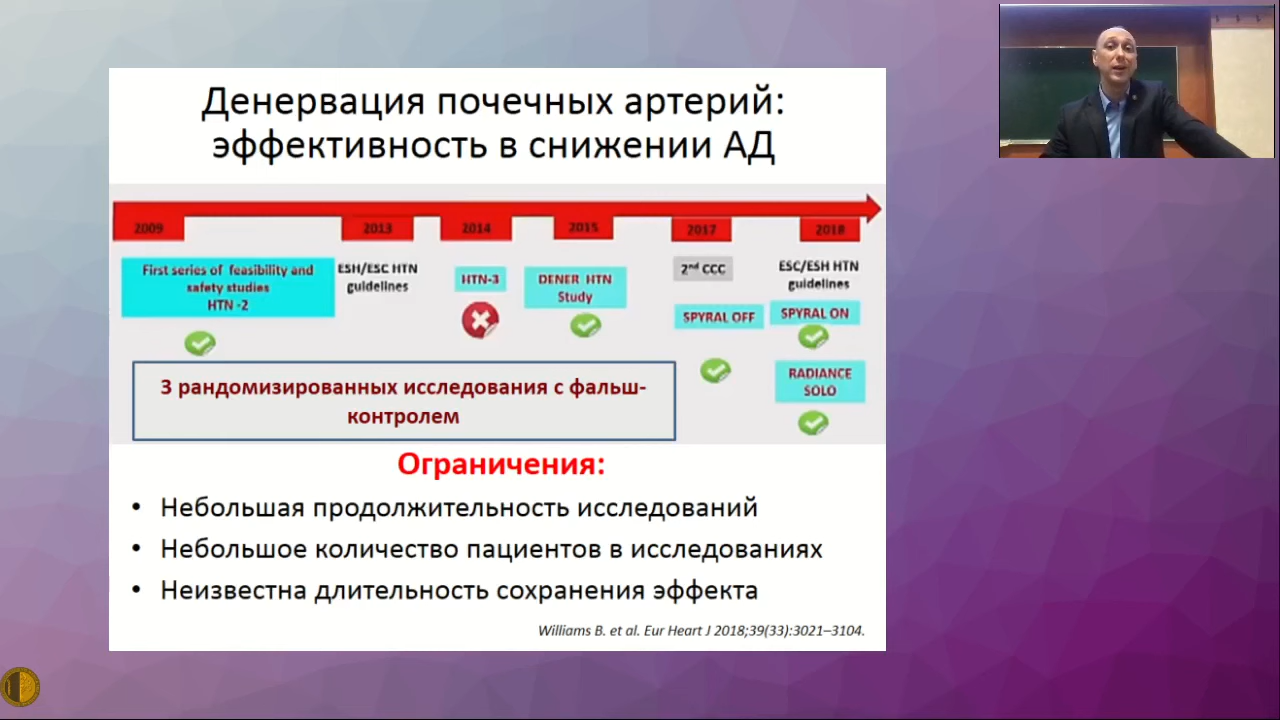 Денервация почечных артерий:
эффективность в снижении АД
2009
2013
2014
2015
2017
2018
First series of feasibility and
safety studies
HTN -2
ESH/ESC HTN
guidelines
HTN-3
DENER HTN
Study
2nd CCC
SPYRAL OFF
ESC/ESH HTN
guidelines
SPYRAL ON
RADIANCE
SOLO
3 рандомизированных исследования с фальш-
контролем
Ограничения:
• Небольшая продолжительность исследований
• Небольшое количество пациентов в исследованиях
• Неизвестна длительность сохранения эффекта
Williams B. et al. Eur Heart J 2018;39(33):3021–3104.